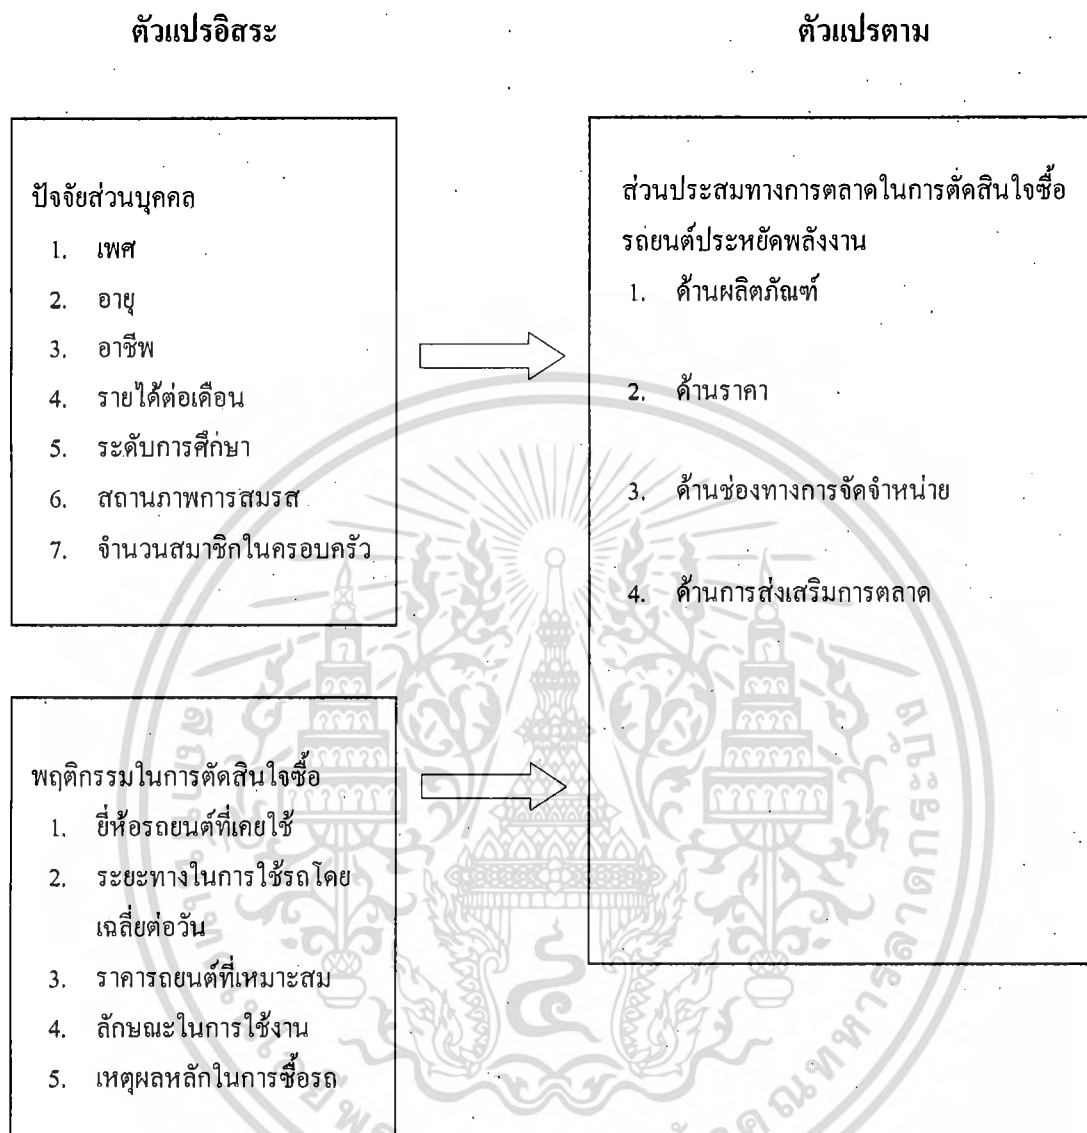 ตัวแปรอิสระ
ตัวแปรตาม
ปัจจัยส่วนบุคคล
1. เพศ
2. อายุ
3. อาชีพ
4. รายได้ต่อเดือน
5. ระดับการศึกษา
6. สถานภาพการสมรส
7. จำนวนสมาชิกในครอบครัว
พฤติกรรมในการตัดสินใจซื้อ
1. ยี่ห้อรถยนต์ที่เคยใช้
2. ระยะทางในการใช้รถโดย
เฉลี่ยต่อวัน
3. ราคารถยนต์ที่เหมาะสม
4. ลักษณะในการใช้งาน
5. เหตุผลหลักในการซื้อรถ
ส่วนประสมทางการตลาดในการตัดสินใจซื้อ
รถยนต์ประหยัดพลังงาน
1. ด้านผลิตภัณฑ์
2. ด้านราคา
3. ด้านช่องทางการจัดจำหน่าย
4. ด้านการส่งเสริมการตลาด